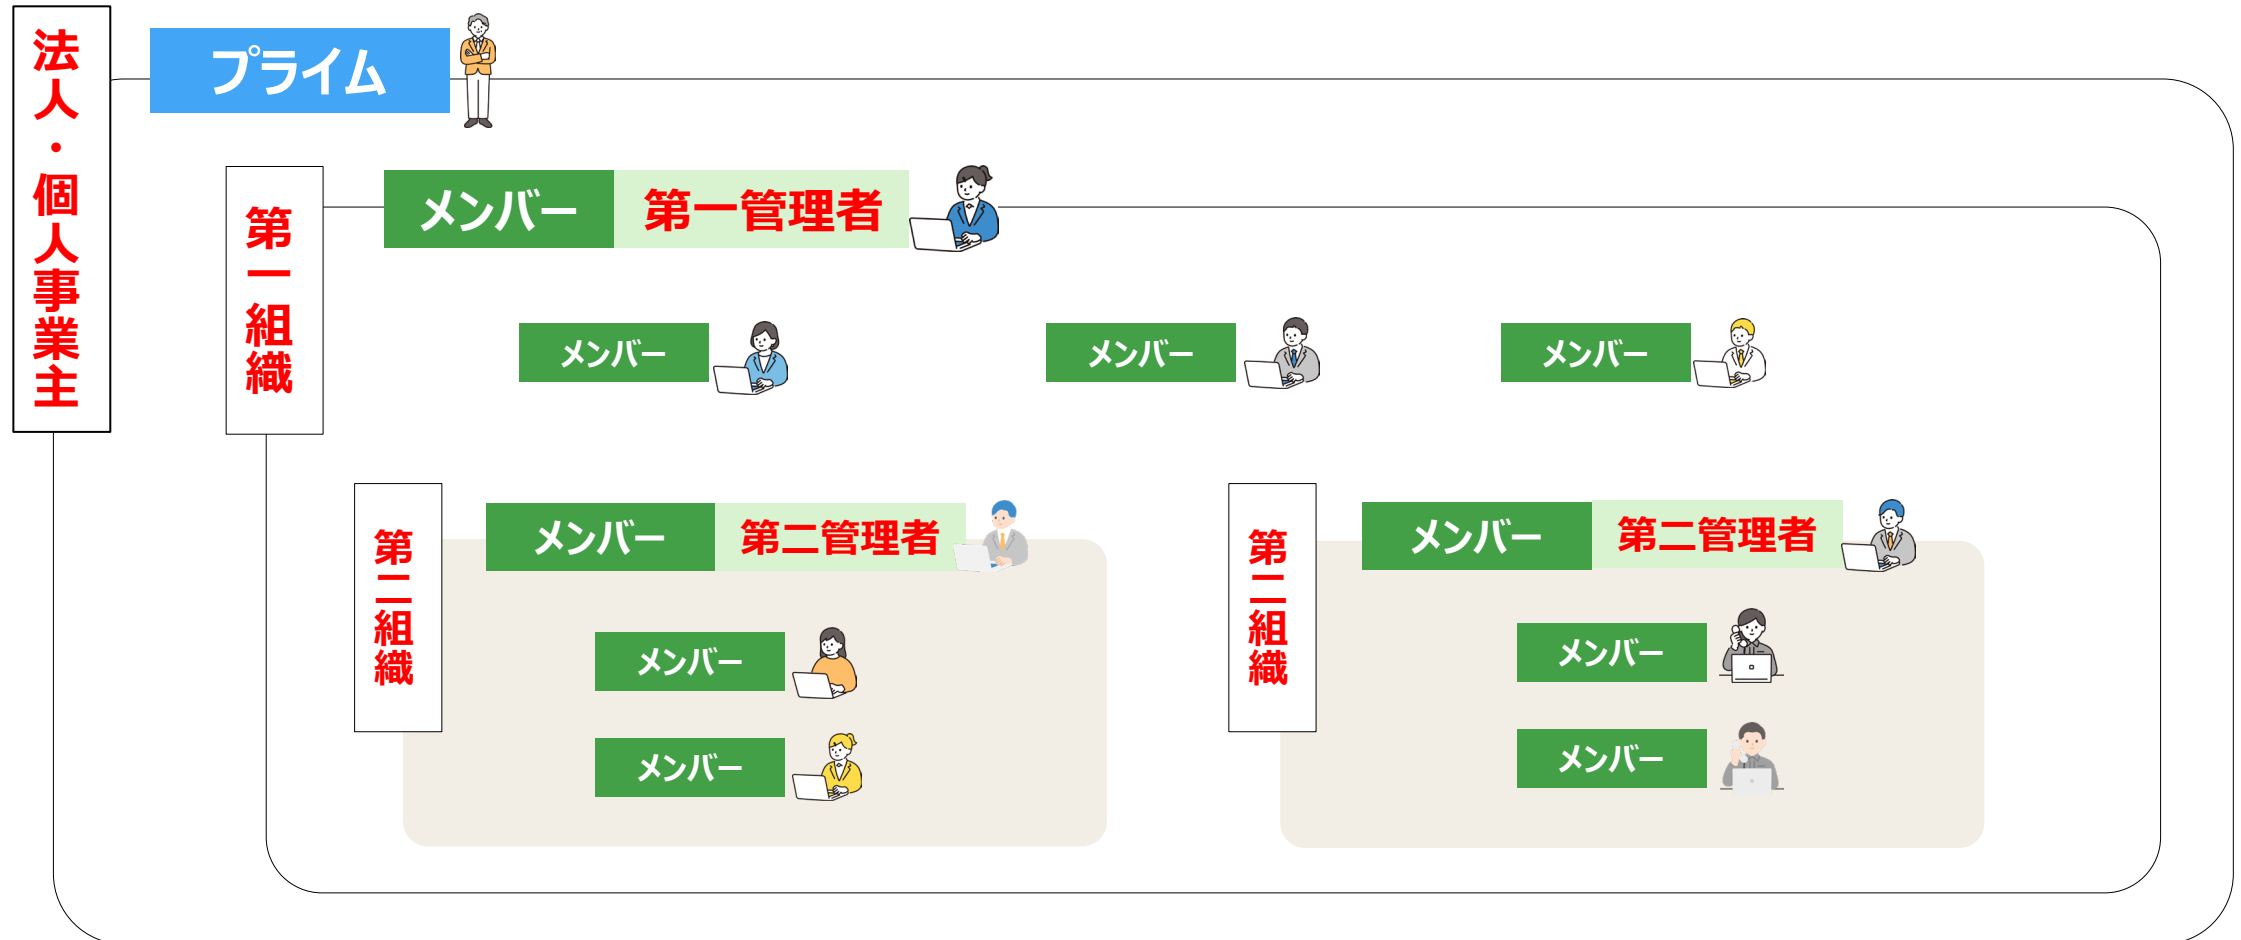 法人・個人事業主
プライム
第一組織
メンバー 第一管理者
メンバー
メンバー
メンバー
第二組織
メンバー 第二管理者
メンバー
メンバー
第二組織
メンバー 第二管理者
メンバー
メンバー